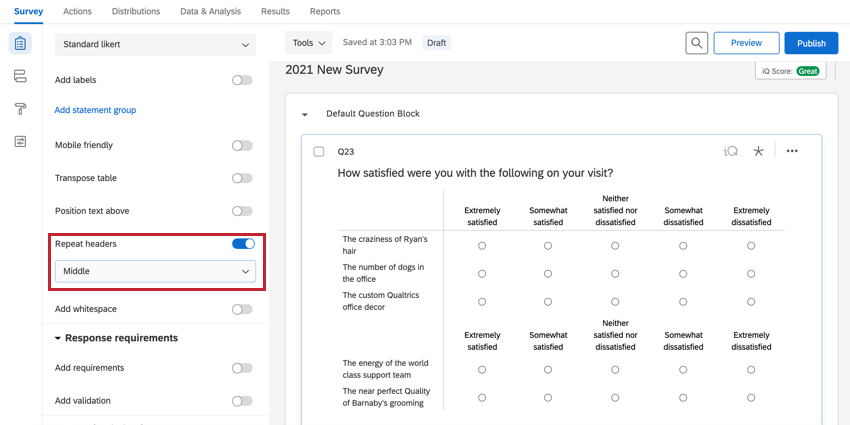 Survey Actions Distributions Data & Analysis Results Reports
Standard likert
Add labels
Add statement group
Mobile friendly
Transpose table
Position text above
Repeat headers
Middle
Add whitespace
Response requirements
Add requirements
Add validation
Tools Saved at 3:03 PM Draft Preview Publish
2021 New Survey
iQ Score: Great
Default Question Block
Q23 iQ
How satisfied were you with the following on your visit?
Extremely satisfied Somewhat satisfied Neither satisfied nor dissatisfied Somewhat dissatisfied Extremely dissatisfied
The craziness of Ryan's
hair
The number of dogs in
the office
The custom Qualtrics
office decor
Extremely satisfied Somewhat satisfied Neither satisfied nor dissatisfied Somewhat dissatisfied Extremely dissatisfied
The energy of the world
class support team
The near perfect Quality
of Barnaby's grooming